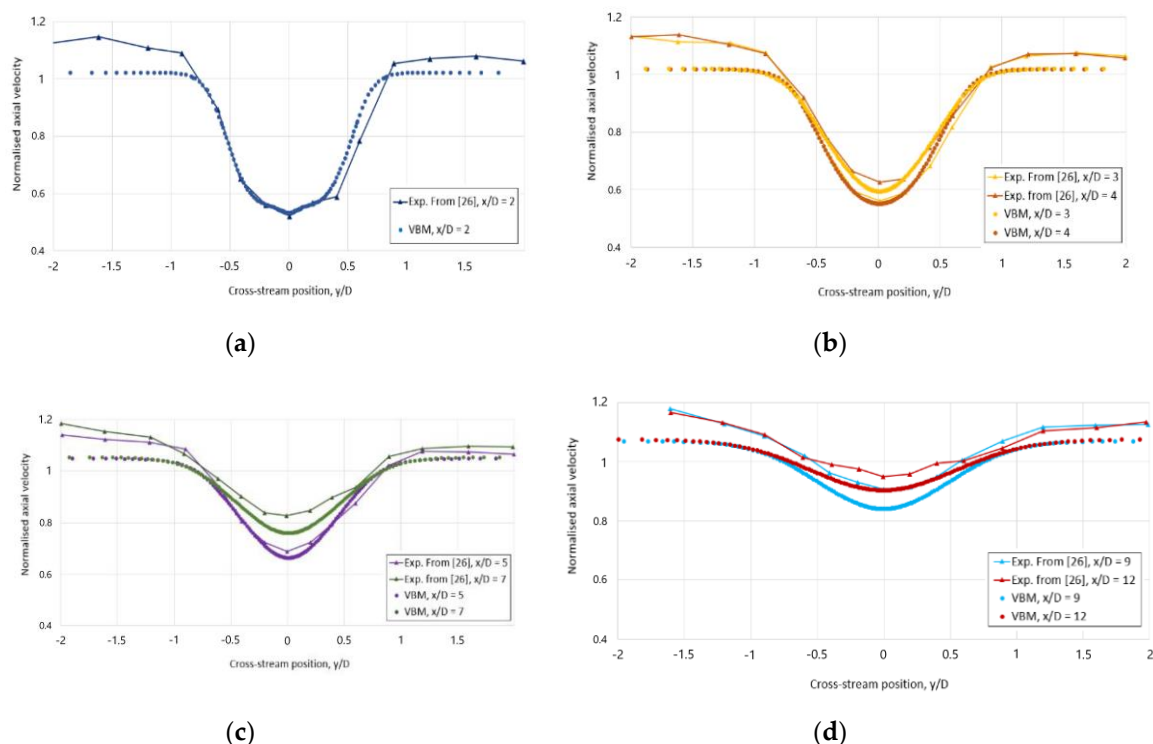 1.2
1
0.8
0.6
0.4
Normalised axial velocity
-2
-1.5
-1
-0.5
0
0.5
1
1.5
Cross-stream position, y/D
Exp. From [26], x/D = 2
VBM, x/D = 2
(a)
1.2
1
0.8
0.6
0.4
Normalised axial velocity
-2
-1.5
-1
-0.5
0
0.5
1
1.5
2
Cross-stream position, y/D
Exp. From [26], x/D = 3
Exp. from [26], x/D = 4
VBM, x/D = 3
VBM, x/D = 4
(b)
1.2
1
0.8
0.6
0.4
Normalised axial velocity
-2
-1.5
-1
-0.5
0
0.5
1
1.5
Cross-stream position, y/D
Exp. From [26], x/D = 5
Exp. from [26], x/D = 7
VBM, x/D = 5
VBM, x/D = 7
(c)
1.2
1
0.8
0.6
0.4
Normalised axial velocity
-2
-1.5
-1
-0.5
0
0.5
1
1.5
2
Cross-stream position, y/D
Exp. From [26], x/D = 9
Exp. from [26], x/D = 12
VBM, x/D = 9
VBM, x/D = 12
(d)